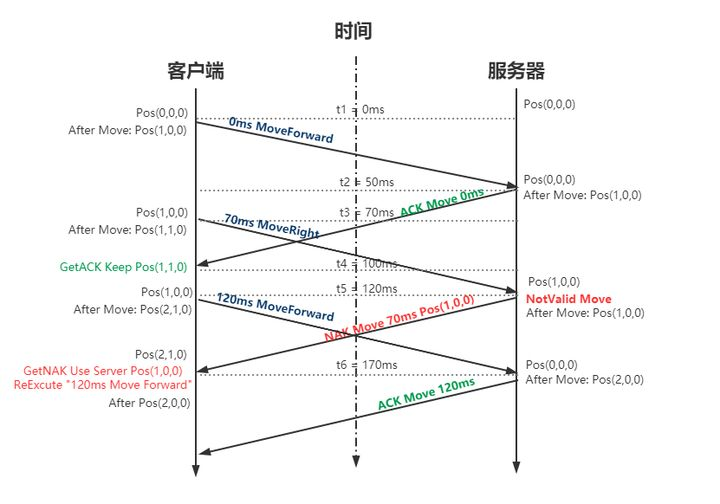 时间
客户端
服务器
Pos(0,0,0)
t1 = 0ms
Pos(0,0,0)
After Move: Pos(1,0,0)
0ms MoveForward
t2 = 50ms
Pos(0,0,0)
After Move: Pos(1,0,0)
ACK Move 0ms
Pos(1,0,0)
t3 = 70ms
After Move: Pos(1,1,0)
70ms MoveRight
GetACK Keep Pos(1,1,0)
t4 = 100ms
Pos(1,0,0)
t5 = 120ms
Pos(1,0,0)
NotValid Move
After Move: Pos(1,0,0)
After Move: Pos(2,1,0)
120ms MoveForward
NAK Move 70ms Pos(1,0,0)
Pos(2,1,0)
GetNAK Use Server Pos(1,0,0)
ReExcute "120ms Move Forward"
After Pos(2,0,0)
t6 = 170ms
Pos(0,0,0)
After Move: Pos(2,0,0)
ACK Move 120ms